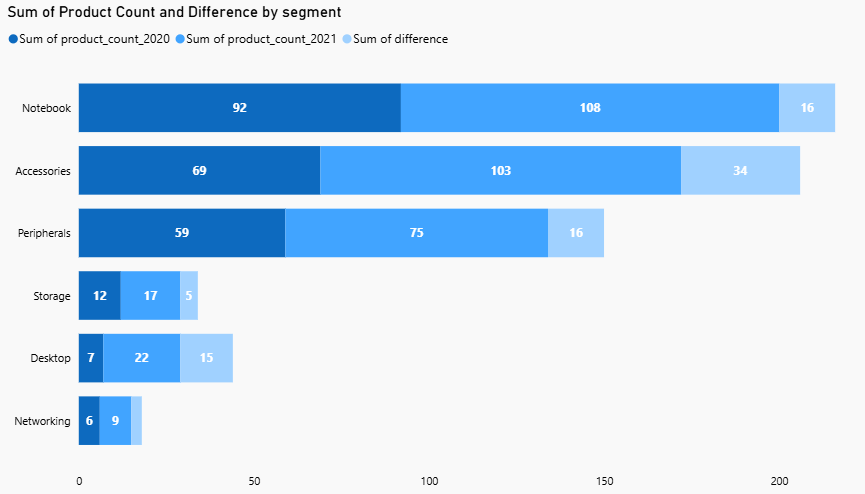 Sum of Product Count and Difference by segment
Sum of product_count_2020 Sum of product_count_2021 Sum of difference
Notebook 92 108 16
Accessories 69 103 34
Peripherals 59 75 16
Storage 12 17 5
Desktop 7 22 15
Networking 6 9
0 50 100 150 200